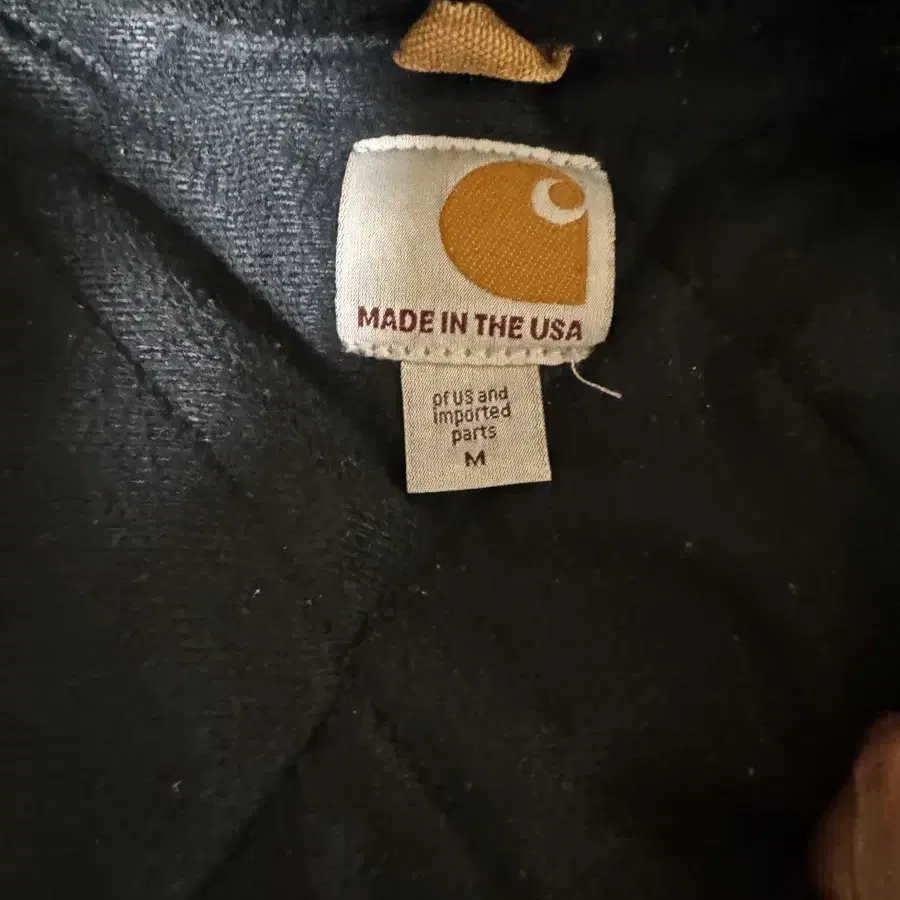 MADE IN THE USA
of US and
imported
parts
M